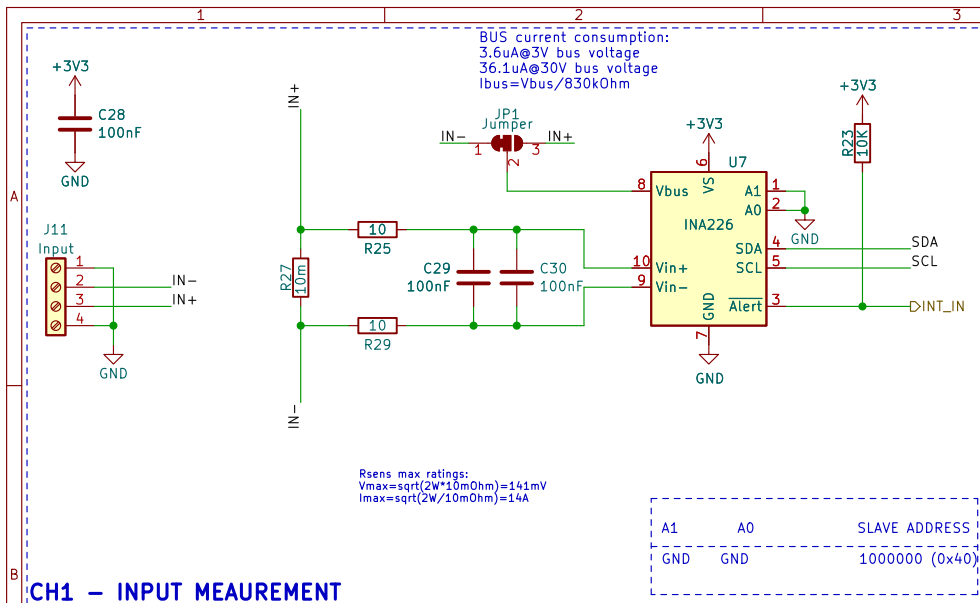 1
2
3
BUS current consumption:
3.6uA@3V bus voltage
36.1uA@30V bus voltage
Ibus=Vbus/830kOhm
+3V3
C28
100nF
GND
IN+
JP1
Jumper
IN-
IN+
1
2
3
+3V3
+3V3
R23
10K
A
J11
Input
1
2
3
4
IN-
IN+
GND
10
R25
R27
10m
C29
100nF
C30
100nF
10
R29
IN-
U7
INA226
6
VS
8
Vbus
A1
1
A0
2
GND
SDA
4
SDA
SCL
5
SCL
10
Vin+
9
Vin-
GND
7
Alert
3
INT_IN
GND
Rsens max ratings:
Vmax=sqrt(2W*10mOhm)=141mV
Imax=sqrt(2W/10mOhm)=14A
A1 A0 SLAVE ADDRESS
GND GND 1000000 (0x40)
B
CH1 - INPUT MEAUREMENT